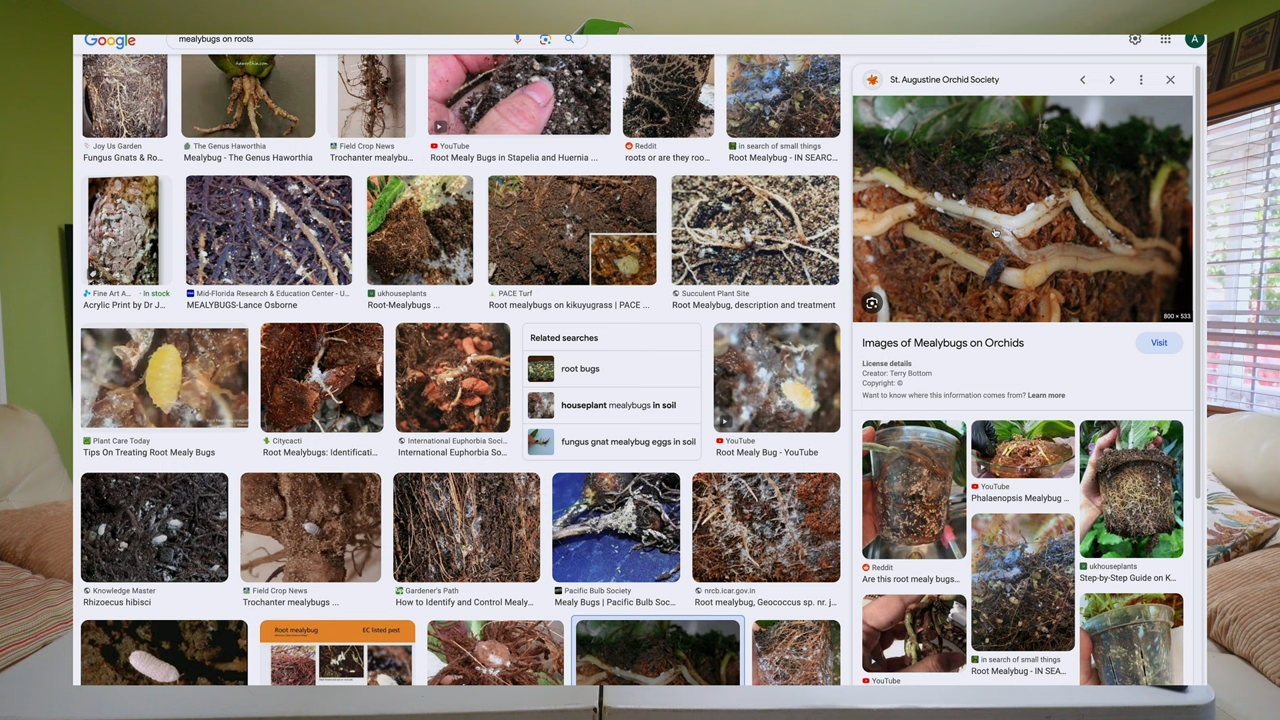 Google
mealybugs on roots
A
haworthia.com
Joy Us Garden
Fungus Gnats & Ro...
The Genus Haworthia
Mealybug - The Genus Haworthia
Field Crop News
Trochanter mealybu...
YouTube
Root Mealy Bugs in Stapelia and Huernia ...
Reddit
roots or are they roo...
in search of small things
Root Mealybug - IN SEARC...
Fine Art A... · In stock
Acrylic Print by Dr J...
Mid-Florida Research & Education Center - U...
MEALYBUGS-Lance Osborne
ukhouseplants
Root-Mealybugs ...
PACE Turf
Root mealybugs on kikuyugrass | PACE ...
Succulent Plant Site
Root Mealybug, description and treatment
Plant Care Today
Tips On Treating Root Mealy Bugs
Citycacti
Root Mealybugs: Identificati...
International Euphorbia Soci...
International Euphorbia So...
Related searches
root bugs
houseplant mealybugs in soil
fungus gnat mealybug eggs in soil
YouTube
Root Mealy Bug - YouTube
Knowledge Master
Rhizoecus hibisci
Field Crop News
Trochanter mealybugs ...
Gardener's Path
How to Identify and Control Mealy...
Pacific Bulb Society
Mealy Bugs | Pacific Bulb Soc...
nrcb.icar.gov.in
Root mealybug, Geococcus sp. nr. j...
Root mealybug
EC listed pest
St. Augustine Orchid Society
800 × 533
Images of Mealybugs on Orchids
Visit
License details
Creator: Terry Bottom
Copyright: ©
Want to know where this information comes from? Learn more
Reddit
Are this root mealy bugs...
YouTube
Phalaenopsis Mealybug ...
ukhouseplants
Step-by-Step Guide on K...
in search of small things
Root Mealybug - IN SEA...
YouTube